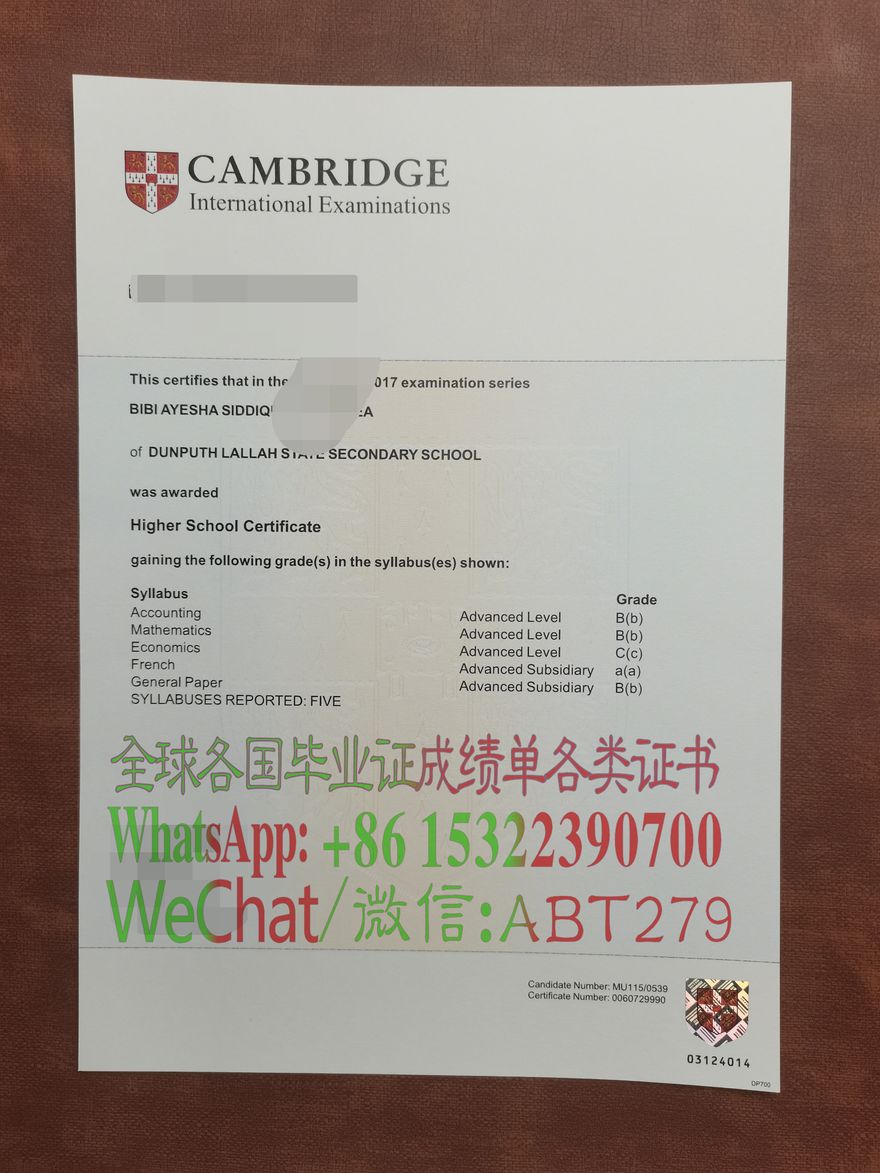 CAMBRIDGE
International Examinations
This certifies that in the 017 examination series
BIBI AYESHA EA
of DUNPUTH LALLAH STATE SECONDARY SCHOOL
was awarded
Higher School Certificate
gaining the following grade(s) in the syllabus(es) shown:
Syllabus Grade
Accounting Advanced Level B(b)
Mathematics Advanced Level B(b)
Economics Advanced Level C(c)
French Advanced Subsidiary a(a)
General Paper Advanced Subsidiary B(b)
SYLLABUSES REPORTED: FIVE
全球各国毕业证成绩单各类证书
WhatsApp: +86 15322390700
WeChat/微信:ABT279
Candidate Number: MU115/0539
Certificate Number: 0060729990
03124014
DP700